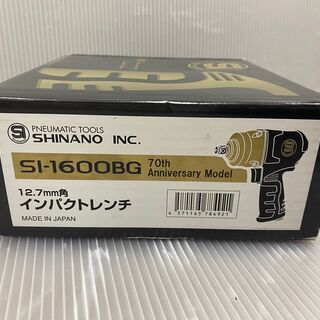 SI
PNEUMATIC TOOLS
SHINANO INC.
SI-1600BG
70th
Anniversary Model
12.7mm角
インパクトレンチ
MADE IN JAPAN
4 571165 784921